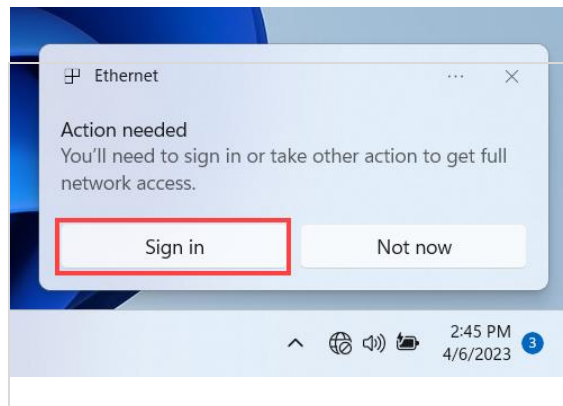 Ethernet
Action needed
You'll need to sign in or take other action to get full
network access.
Sign in
Not now
2:45 PM
4/6/2023
3